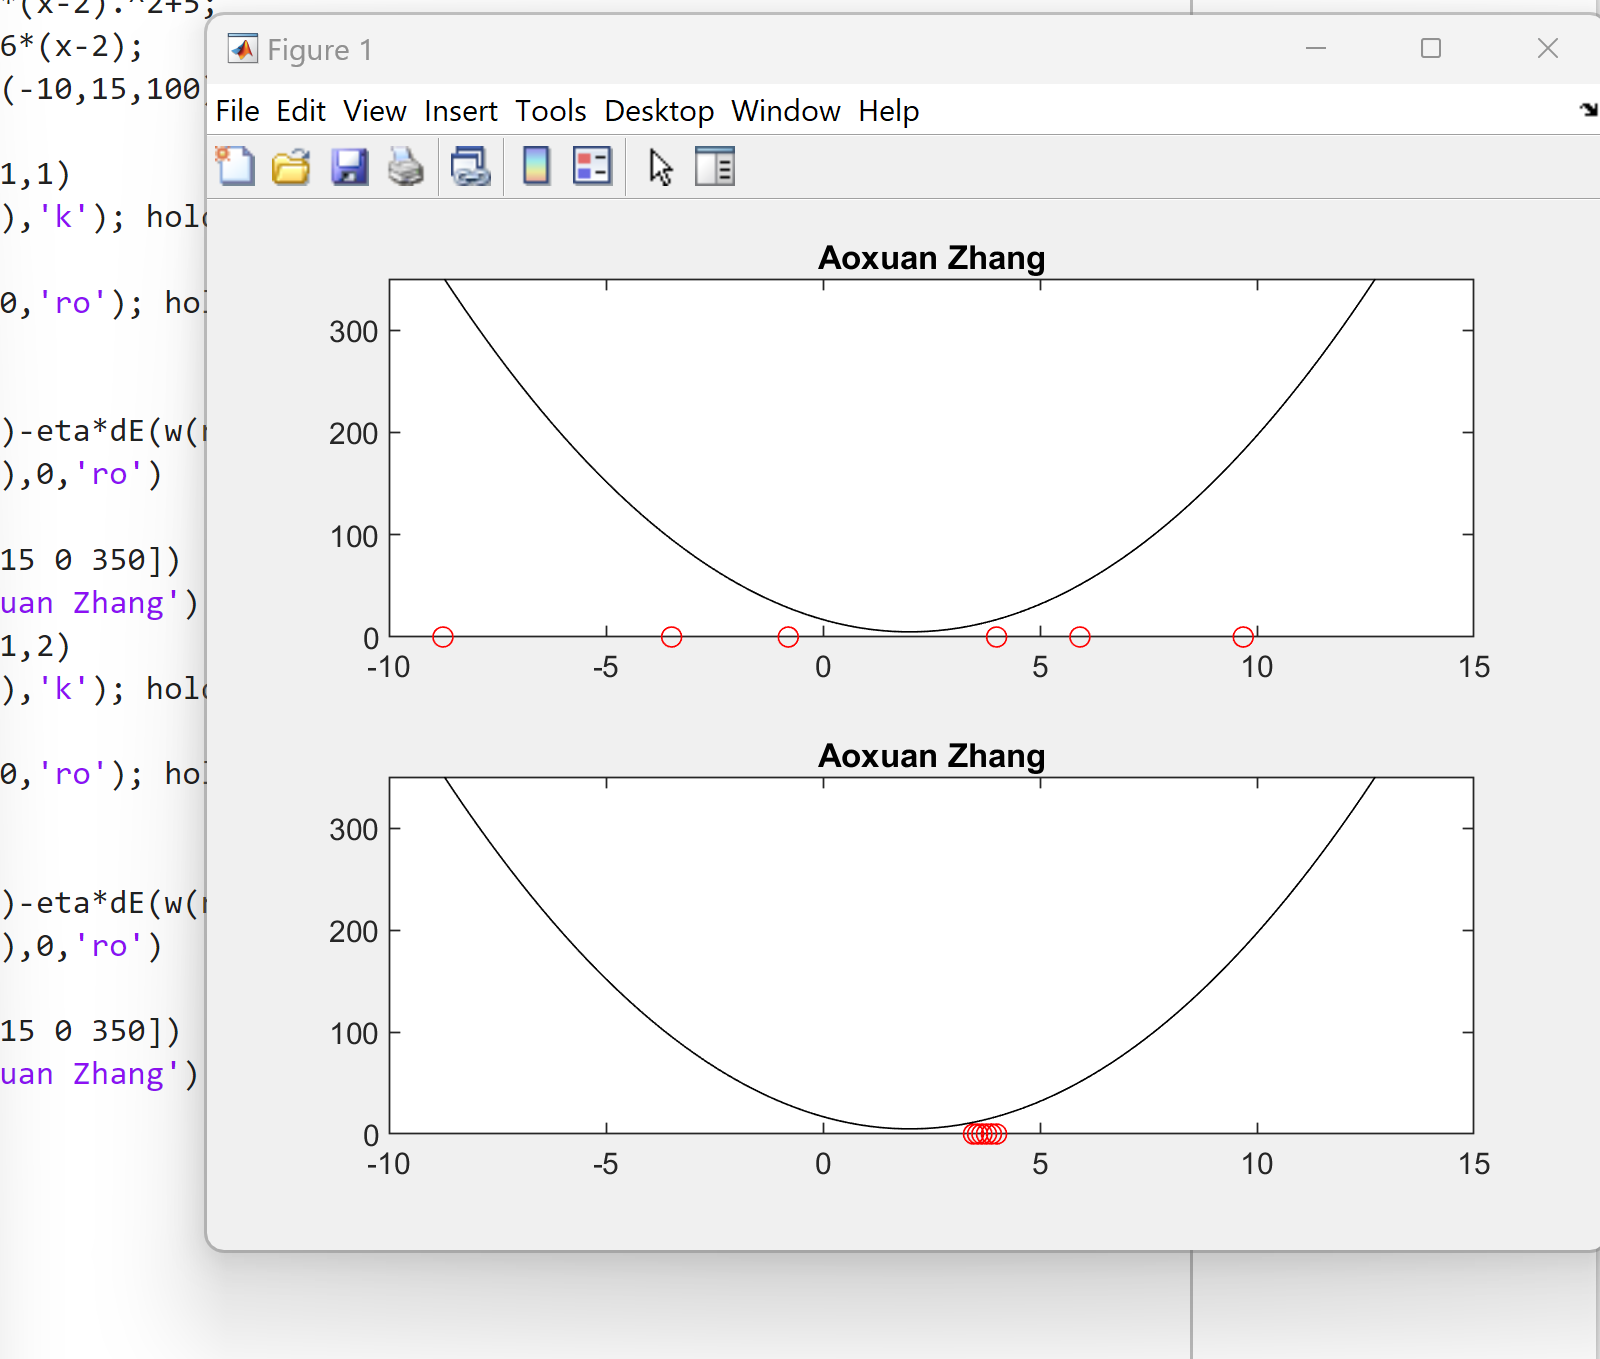 *(x-2).^2+5;
6*(x-2);
(-10,15,100
1,1)
),'k'); hold
0,'ro'); hol
)-eta*dE(w(n
),0,'ro')
15 0 350])
uan Zhang')
1,2)
),'k'); hold
0,'ro'); hol
)-eta*dE(w(n
),0,'ro')
15 0 350])
uan Zhang')
Figure 1
File Edit View Insert Tools Desktop Window Help
Aoxuan Zhang
300
200
100
0
-10 -5 0 5 10 15
Aoxuan Zhang
300
200
100
0
-10 -5 0 5 10 15